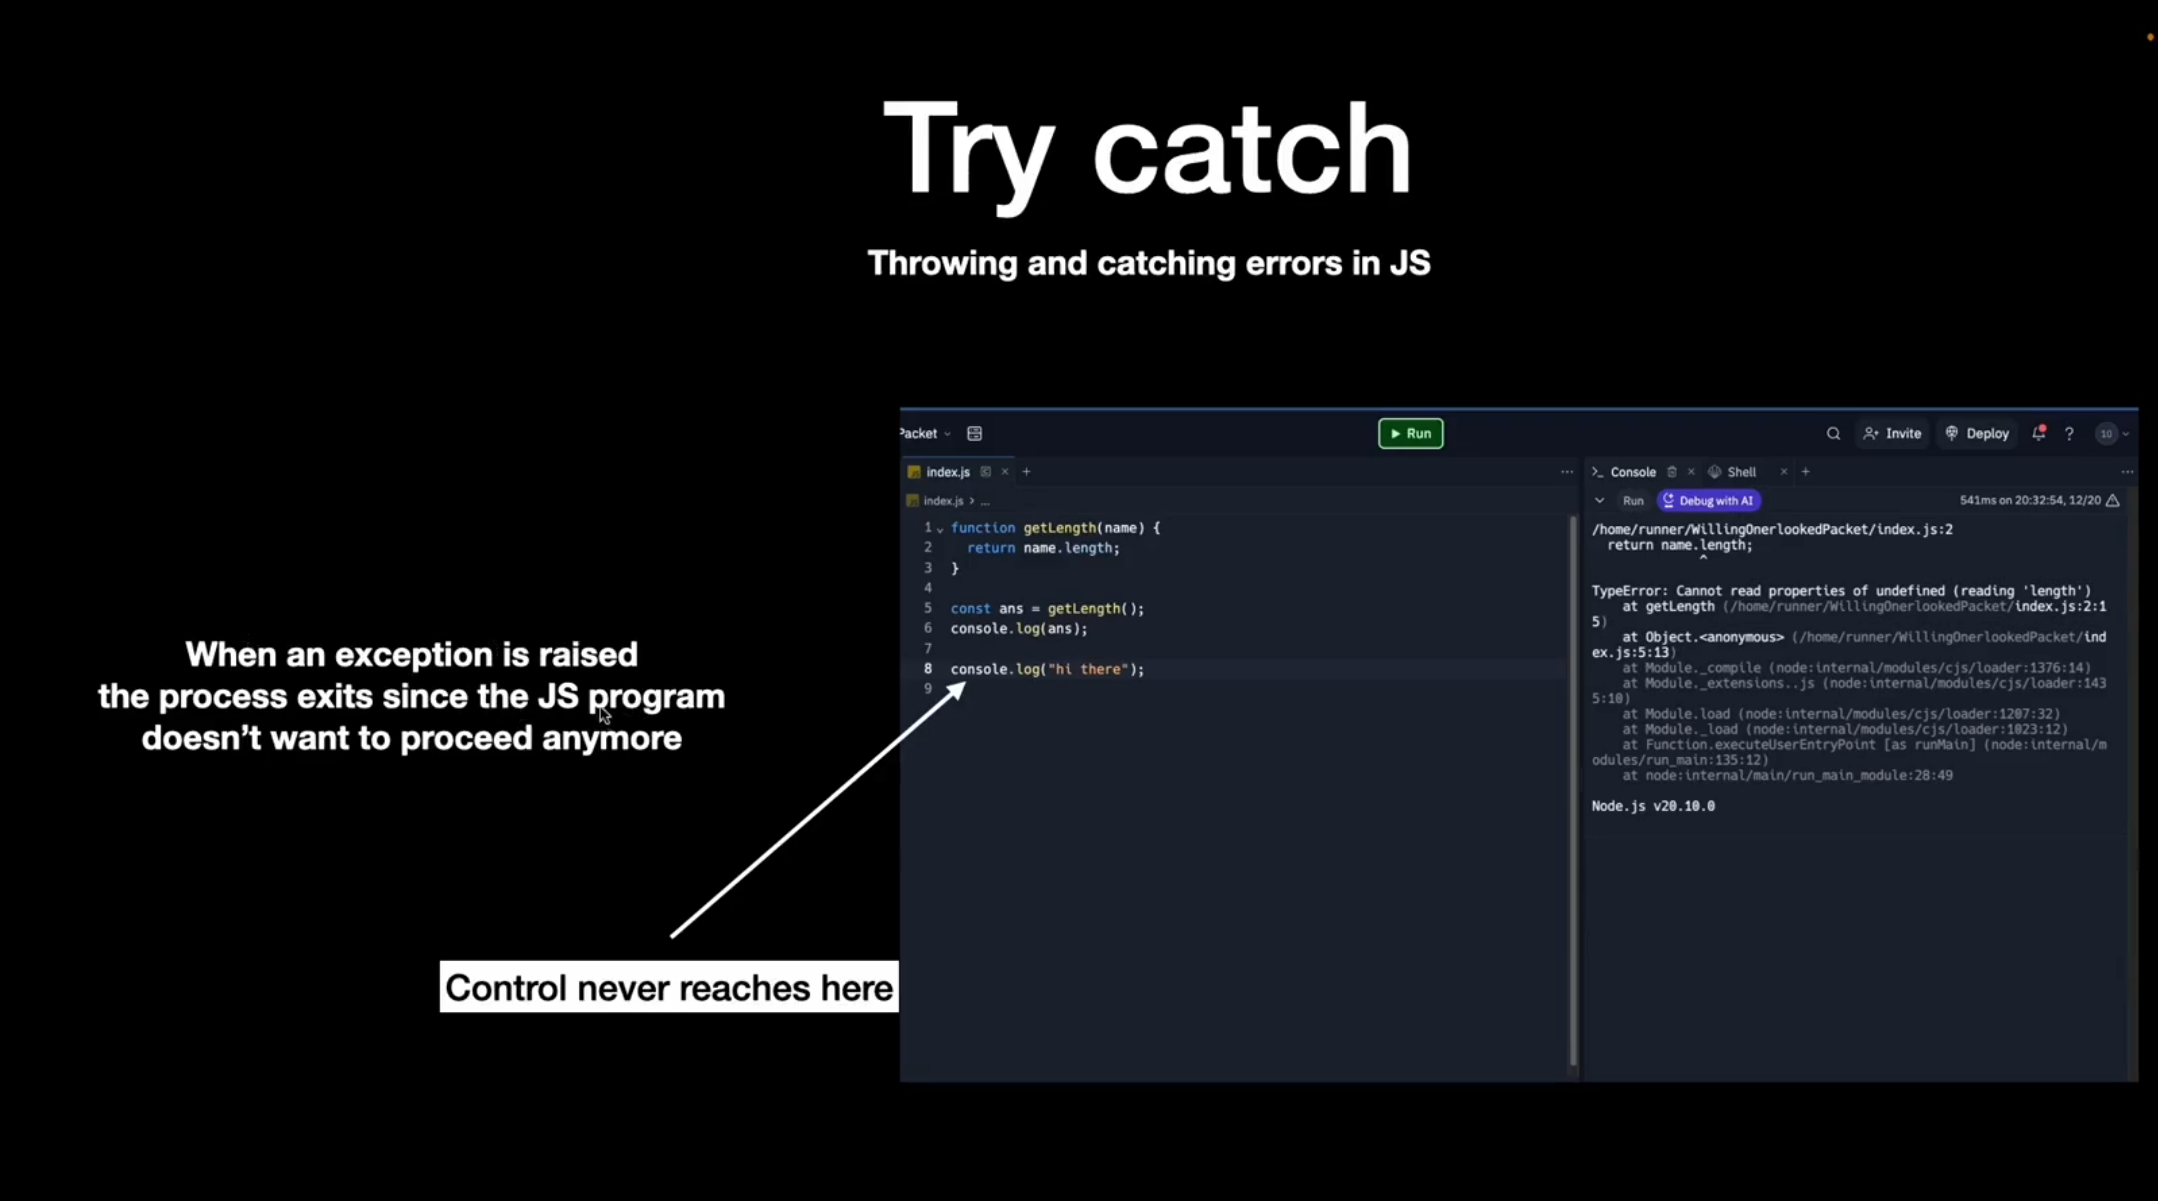 Try catch
Throwing and catching errors in JS
When an exception is raised
the process exits since the JS program
doesn't want to proceed anymore
Control never reaches here
Packet
Run
Invite
Deploy
?
10
index.js
index.js > ...
1 function getLength(name) {
2 return name.length;
3 }
4
5 const ans = getLength();
6 console.log(ans);
7
8 console.log("hi there");
9
Console
Shell
Run
Debug with AI
541ms on 20:32:54, 12/20
/home/runner/WillingOnerlookedPacket/index.js:2
return name.length;
^
TypeError: Cannot read properties of undefined (reading 'length')
at getLength (/home/runner/WillingOnerlookedPacket/index.js:2:1
5)
at Object.<anonymous> (/home/runner/WillingOnerlookedPacket/ind
ex.js:5:13)
at Module._compile (node:internal/modules/cjs/loader:1376:14)
at Module._extensions..js (node:internal/modules/cjs/loader:143
5:10)
at Module.load (node:internal/modules/cjs/loader:1207:32)
at Module._load (node:internal/modules/cjs/loader:1023:12)
at Function.executeUserEntryPoint [as runMain] (node:internal/m
odules/run_main:135:12)
at node:internal/main/run_main_module:28:49
Node.js v20.10.0